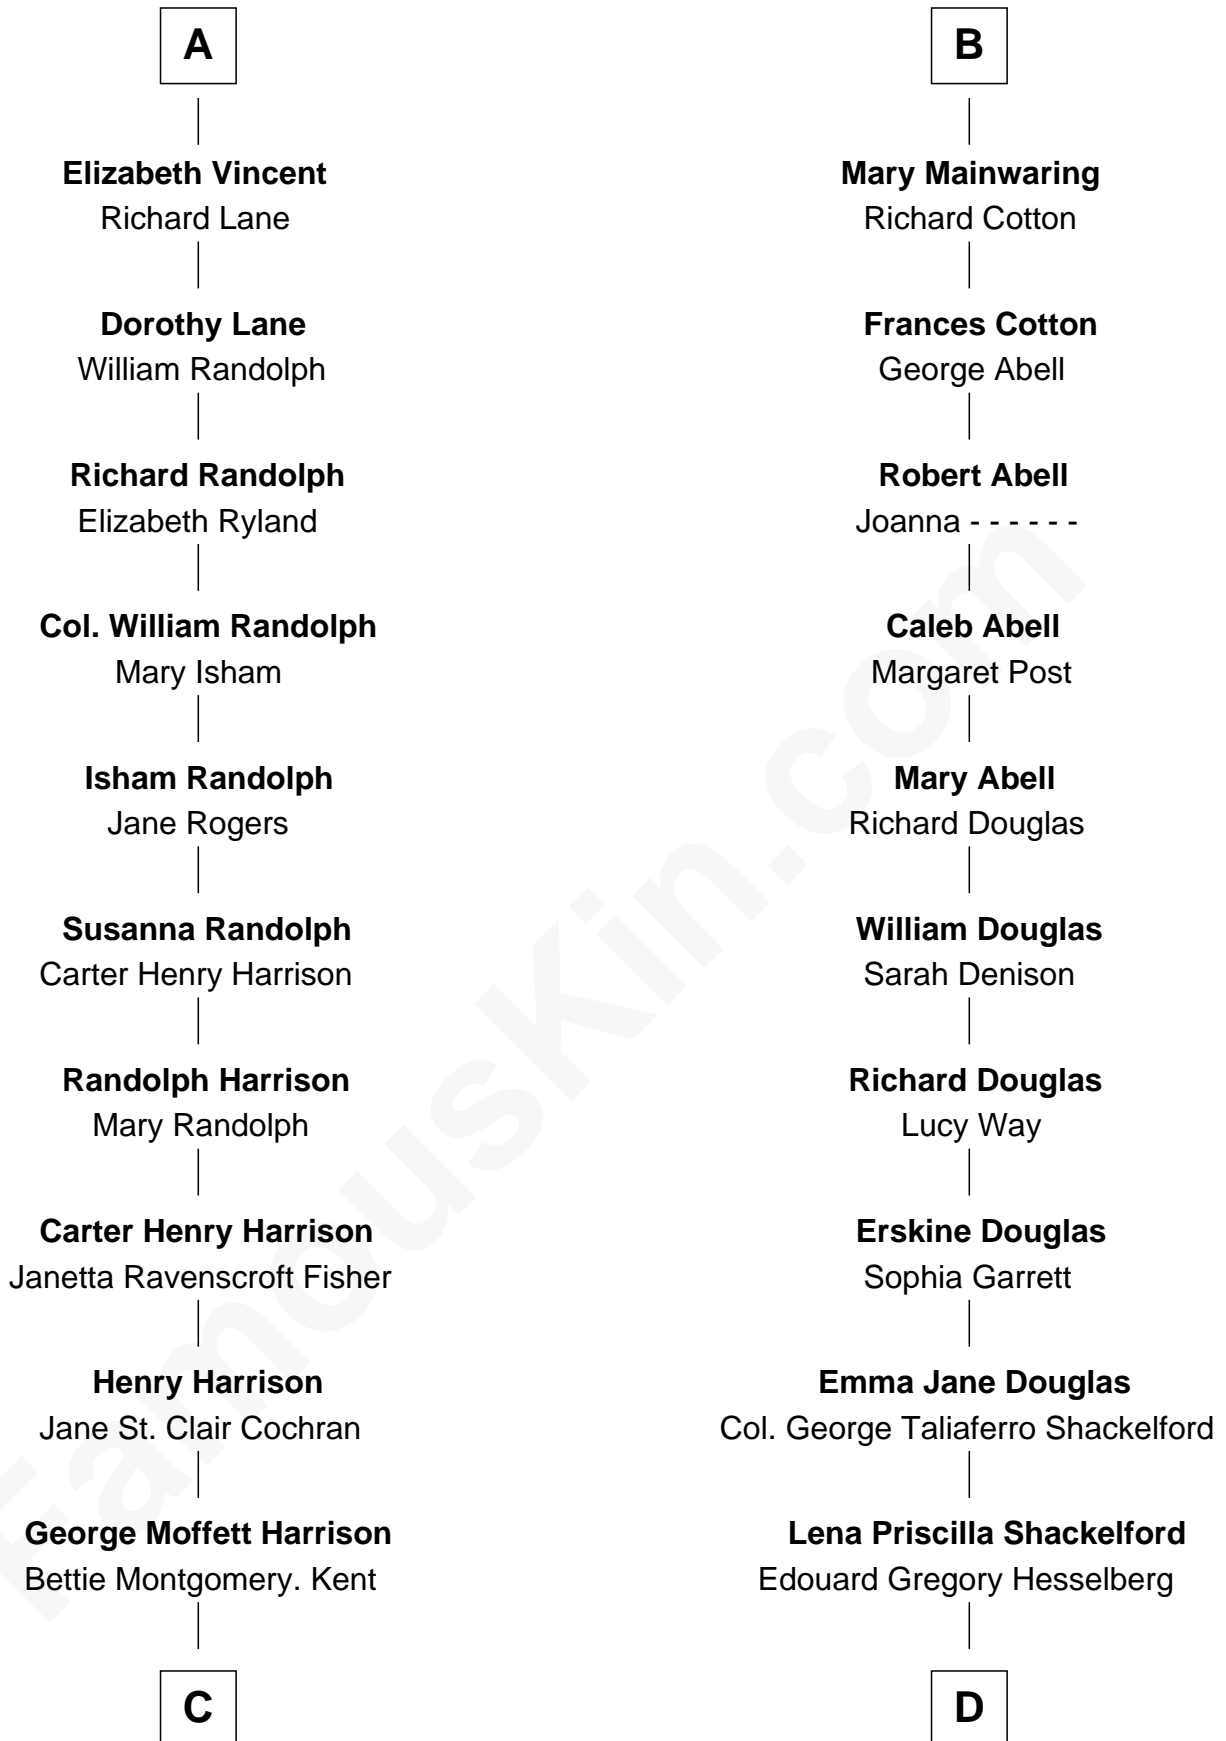 A
Elizabeth Vincent
Richard Lane
Dorothy Lane
William Randolph
Richard Randolph
Elizabeth Ryland
Col. William Randolph
Mary Isham
Isham Randolph
Jane Rogers
Susanna Randolph
Carter Henry Harrison
Randolph Harrison
Mary Randolph
Carter Henry Harrison
Janetta Ravenscroft Fisher
Henry Harrison
Jane St. Clair Cochran
George Moffett Harrison
Bettie Montgomery. Kent
C
B
Mary Mainwaring
Richard Cotton
Frances Cotton
George Abell
Robert Abell
Joanna - - - - - -
Caleb Abell
Margaret Post
Mary Abell
Richard Douglas
William Douglas
Sarah Denison
Richard Douglas
Lucy Way
Erskine Douglas
Sophia Garrett
Emma Jane Douglas
Col. George Taliaferro Shackelford
Lena Priscilla Shackelford
Edouard Gregory Hesselberg
D
FamousKin.com